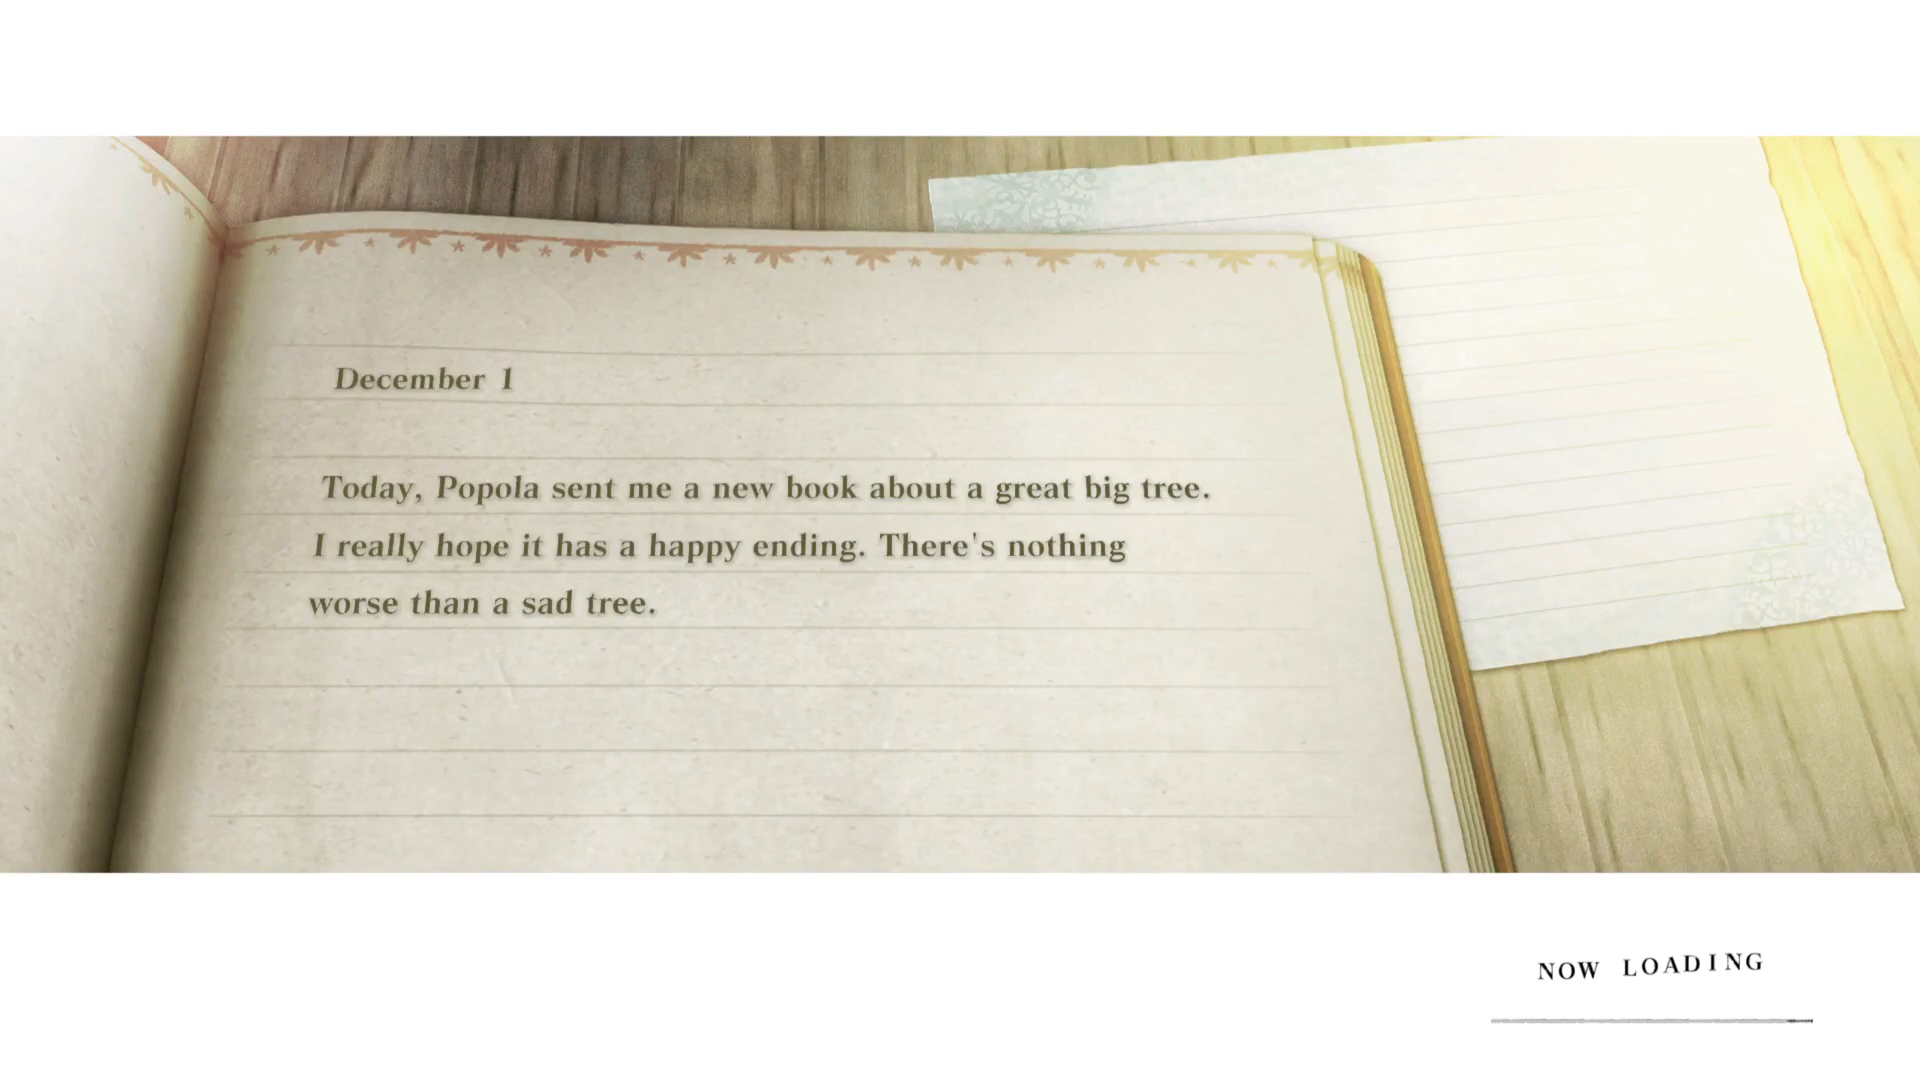 December 1
Today, Popola sent me a new book about a great big tree.
I really hope it has a happy ending. There's nothing
worse than a sad tree.
NOW LOADING